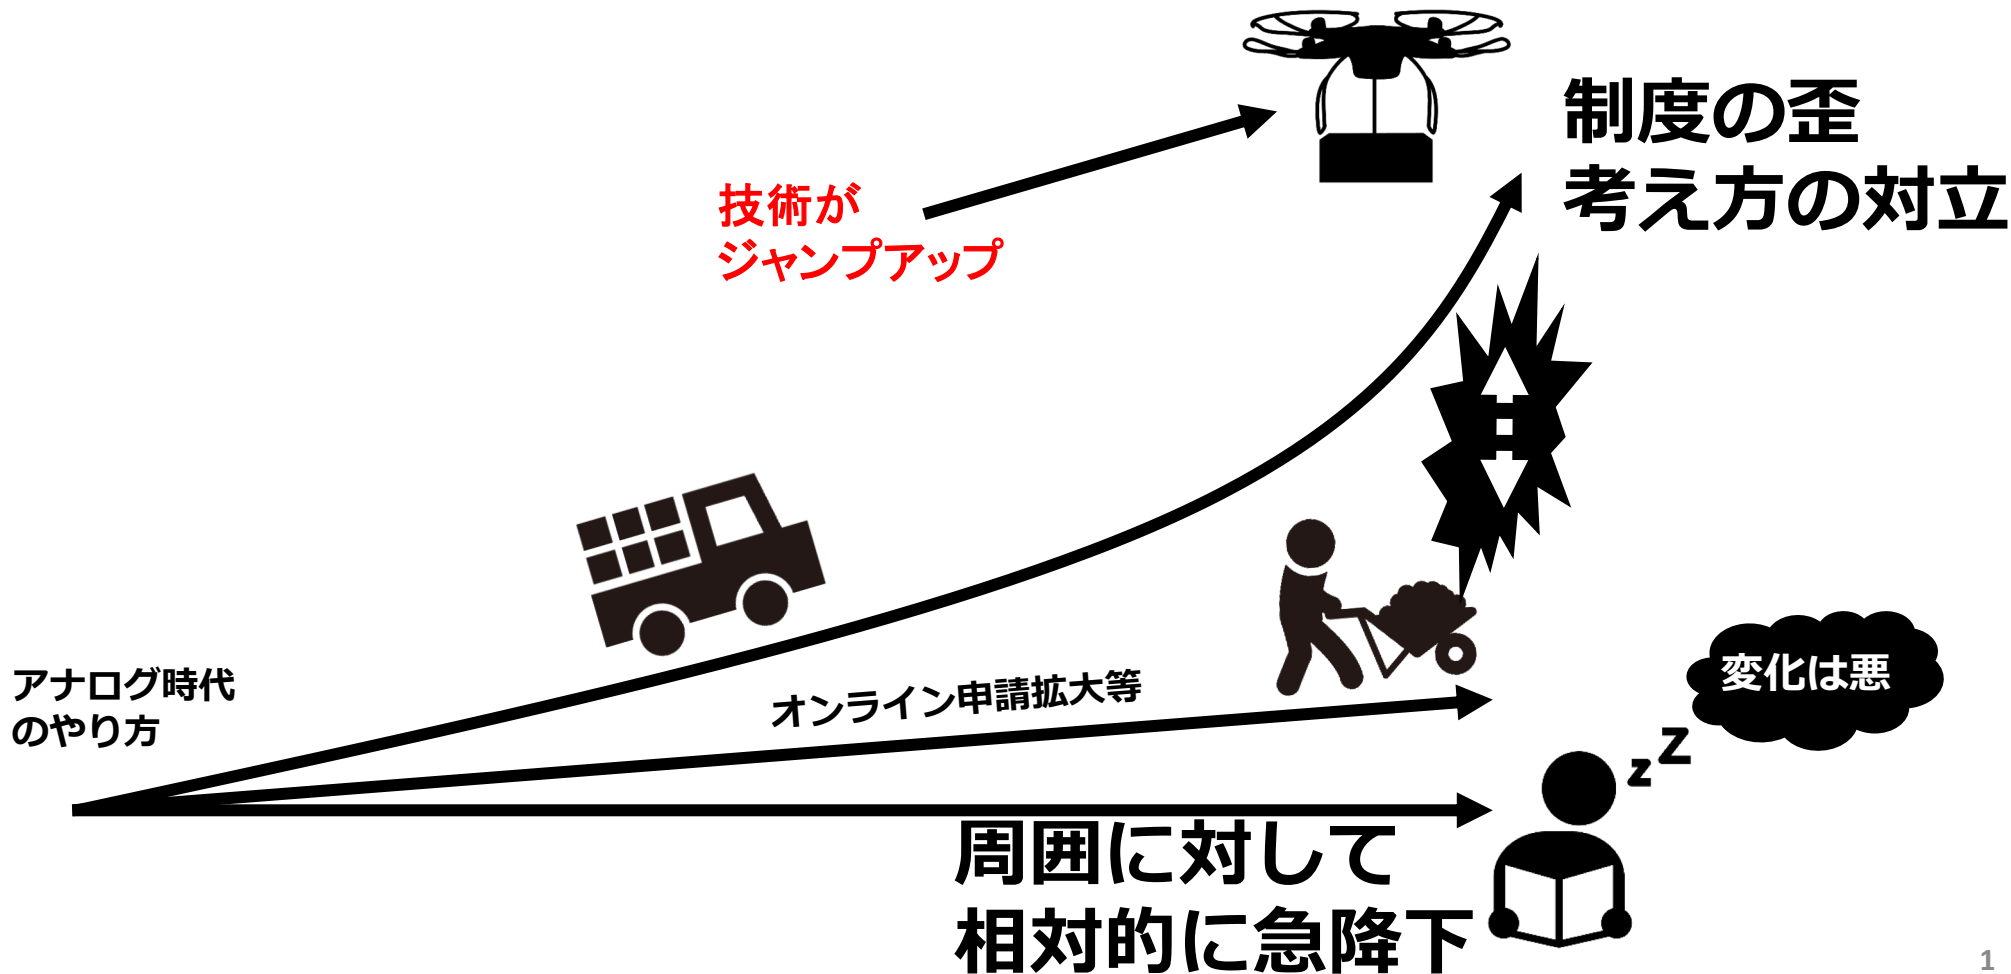 制度の歪
考え方の対立
技術が
ジャンプアップ
アナログ時代
のやり方
オンライン申請拡大等
変化は悪
zZ
周囲に対して
相対的に急降下
1